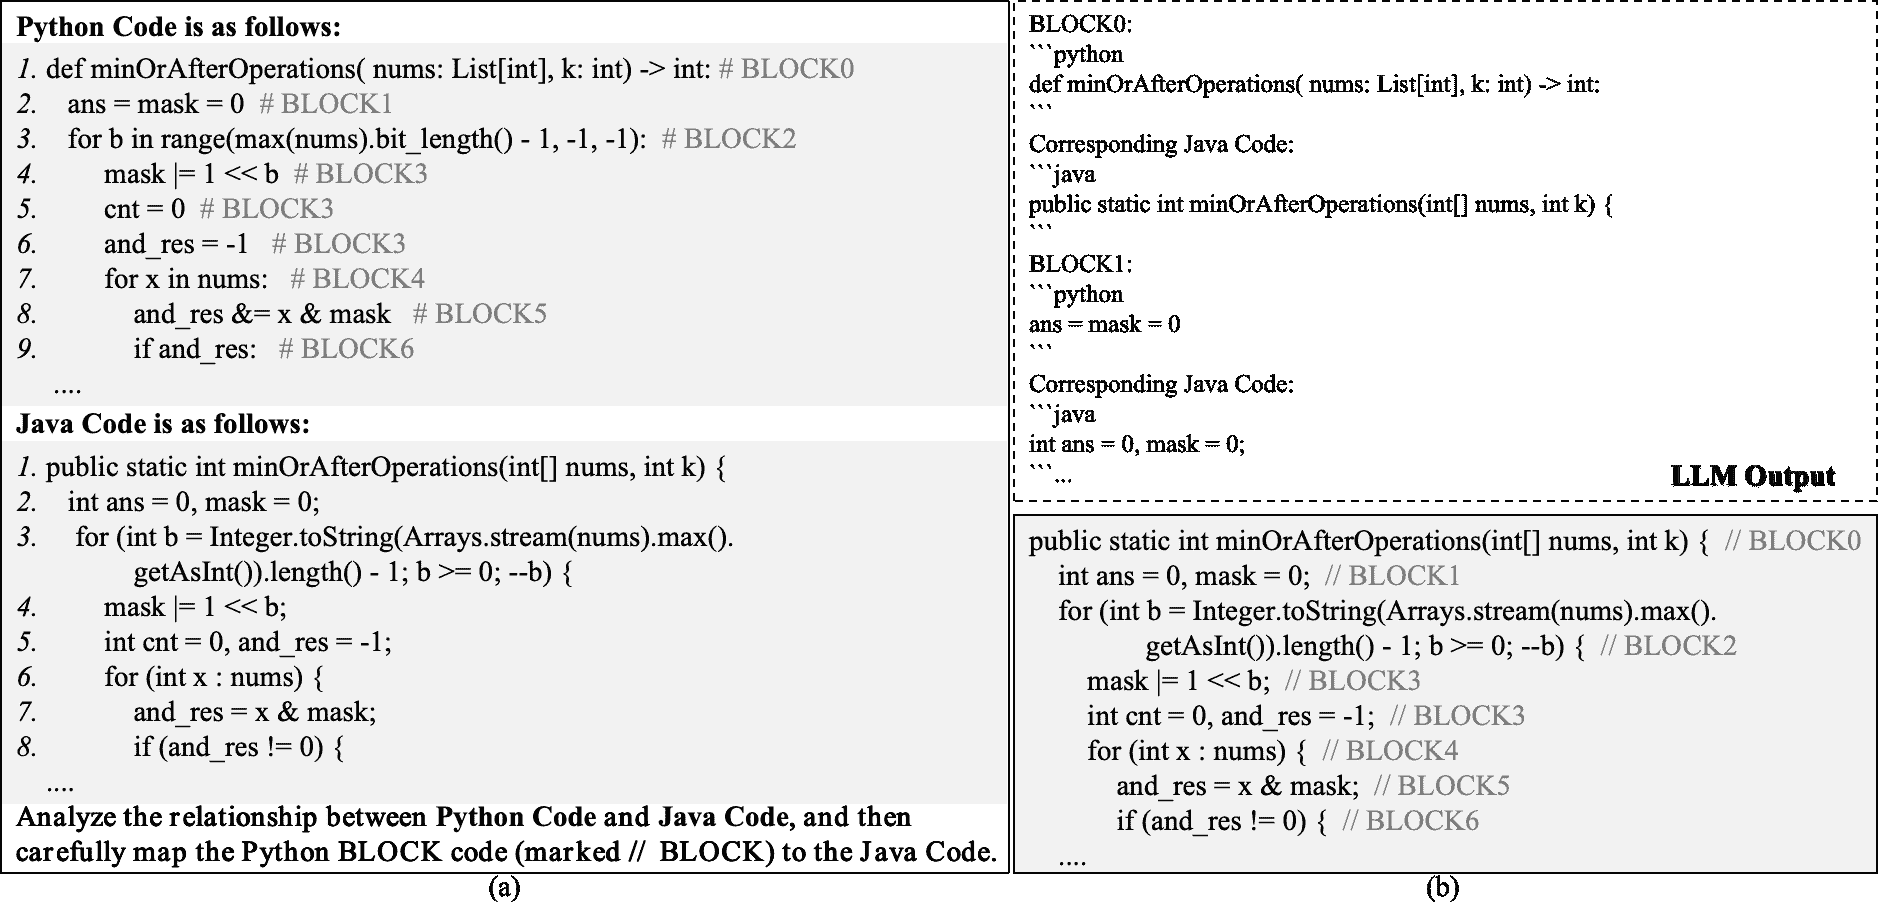 Python Code is as follows:
1. def minOrAfterOperations( nums: List[int], k: int) -> int: # BLOCK0
2. ans = mask = 0 # BLOCK1
3. for b in range(max(nums).bit_length() - 1, -1, -1): # BLOCK2
4. mask |= 1 << b # BLOCK3
5. cnt = 0 # BLOCK3
6. and_res = -1 # BLOCK3
7. for x in nums: # BLOCK4
8. and_res &= x & mask # BLOCK5
9. if and_res: # BLOCK6
....
Java Code is as follows:
1. public static int minOrAfterOperations(int[] nums, int k) {
2. int ans = 0, mask = 0;
3. for (int b = Integer.toString(Arrays.stream(nums).max().
getAsInt()).length() - 1; b >= 0; --b) {
4. mask |= 1 << b;
5. int cnt = 0, and_res = -1;
6. for (int x : nums) {
7. and_res = x & mask;
8. if (and_res != 0) {
....
Analyze the relationship between Python Code and Java Code, and then
carefully map the Python BLOCK code (marked // BLOCK) to the Java Code.
(a)
BLOCK0:
```python
def minOrAfterOperations( nums: List[int], k: int) -> int:
```
Corresponding Java Code:
```java
public static int minOrAfterOperations(int[] nums, int k) {
```
BLOCK1:
```python
ans = mask = 0
```
Corresponding Java Code:
```java
int ans = 0, mask = 0;
```...
LLM Output
public static int minOrAfterOperations(int[] nums, int k) { // BLOCK0
int ans = 0, mask = 0; // BLOCK1
for (int b = Integer.toString(Arrays.stream(nums).max().
getAsInt()).length() - 1; b >= 0; --b) { // BLOCK2
mask |= 1 << b; // BLOCK3
int cnt = 0, and_res = -1; // BLOCK3
for (int x : nums) { // BLOCK4
and_res = x & mask; // BLOCK5
if (and_res != 0) { // BLOCK6
....
(b)